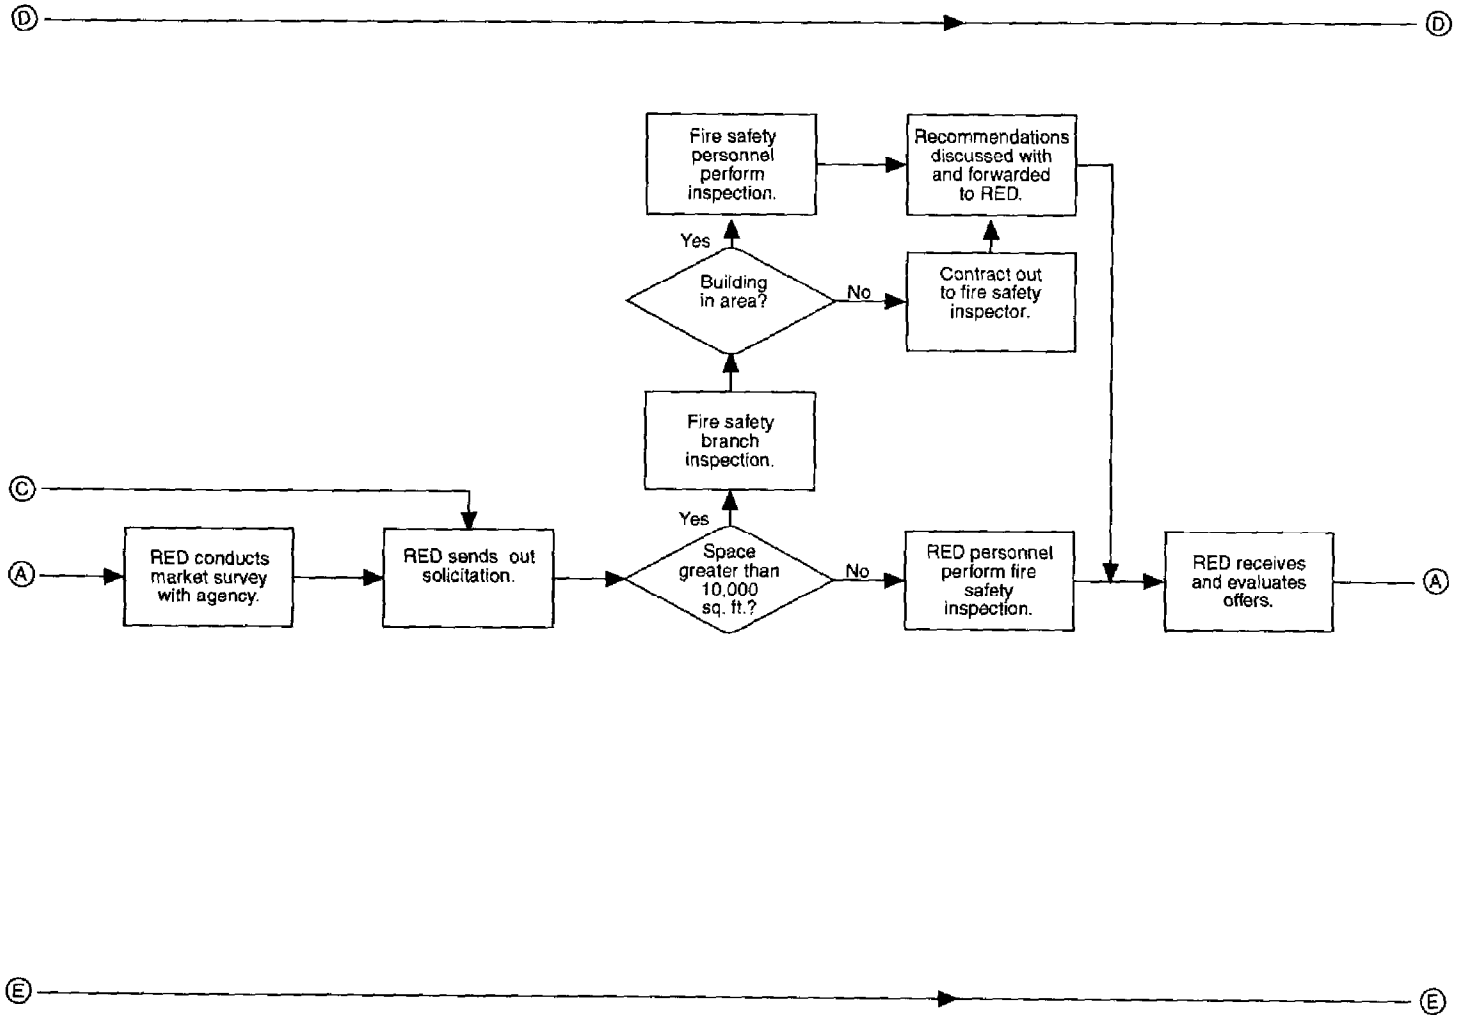 D
D
Fire safety
personnel
perform
inspection.
Recommendations
discussed with
and forwarded
to RED.
Yes
Building
in area?
No
Contract out
to fire safety
inspector.
Fire safety
branch
inspection.
C
Yes
A
RED conducts
market survey
with agency.
RED sends out
solicitation.
Space
greater than
10,000
sq. ft.?
No
RED personnel
perform fire
safety
inspection.
RED receives
and evaluates
offers.
A
E
E